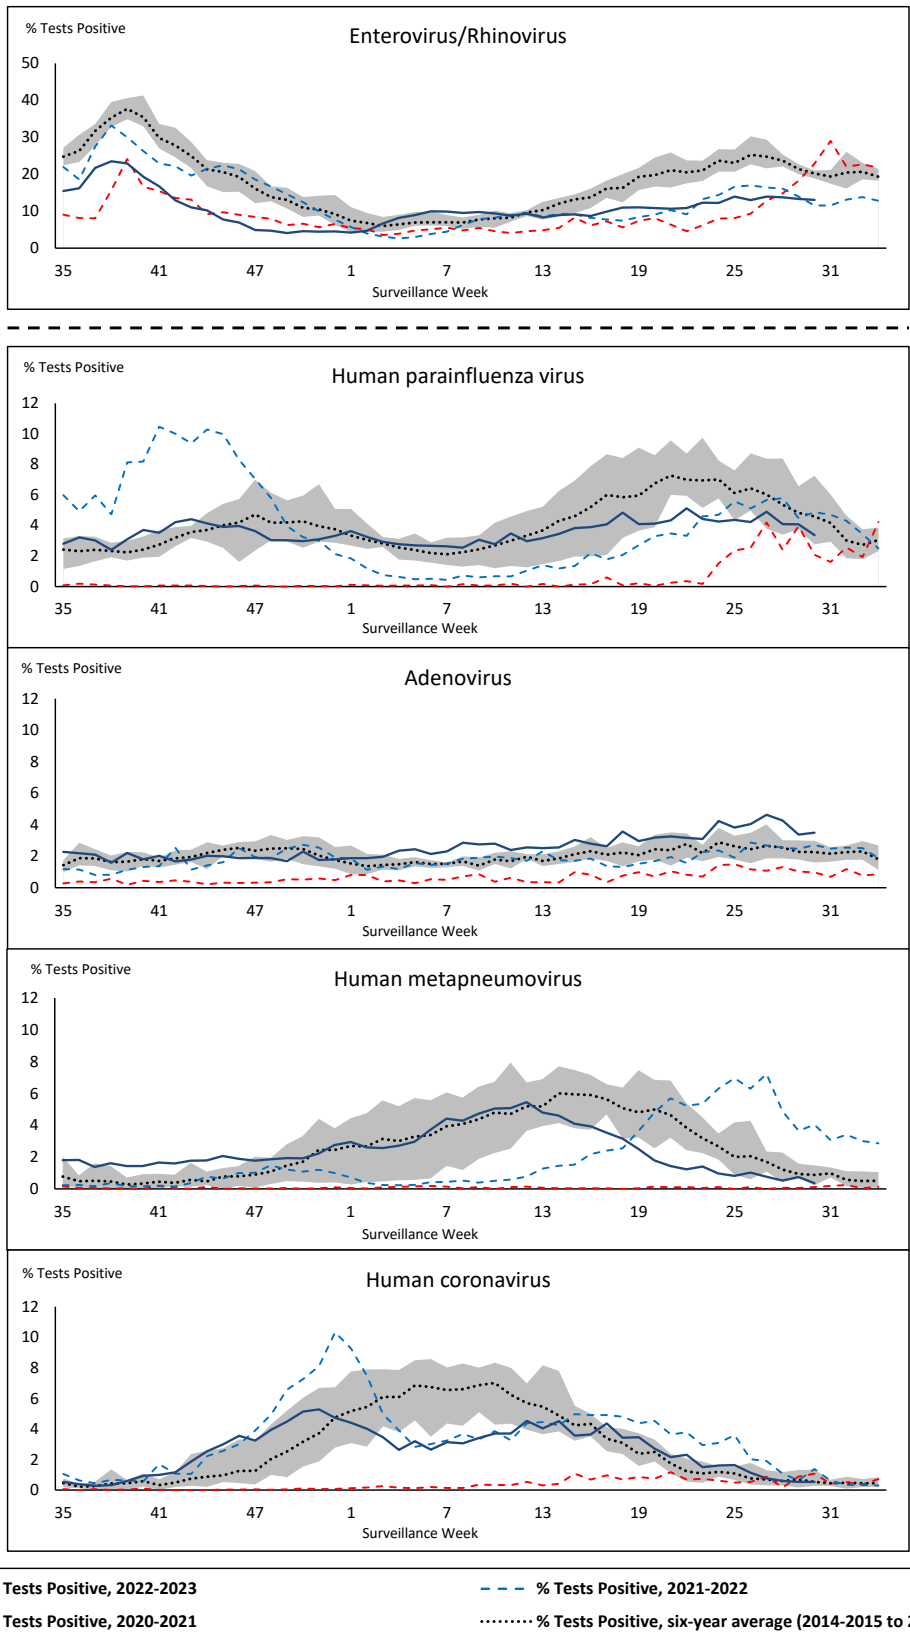 % Tests Positive
Enterovirus/Rhinovirus
50
40
30
20
10
0
35 41 47 1 7 13 19 25 31
Surveillance Week
% Tests Positive
Human parainfluenza virus
12
10
8
6
4
2
0
35 41 47 1 7 13 19 25 31
Surveillance Week
% Tests Positive
Adenovirus
12
10
8
6
4
2
0
35 41 47 1 7 13 19 25 31
Surveillance Week
% Tests Positive
Human metapneumovirus
12
10
8
6
4
2
0
35 41 47 1 7 13 19 25 31
Surveillance Week
% Tests Positive
Human coronavirus
12
10
8
6
4
2
0
35 41 47 1 7 13 19 25 31
Surveillance Week
Tests Positive, 2022-2023 % Tests Positive, 2021-2022
Tests Positive, 2020-2021 % Tests Positive, six-year average (2014-2015 to